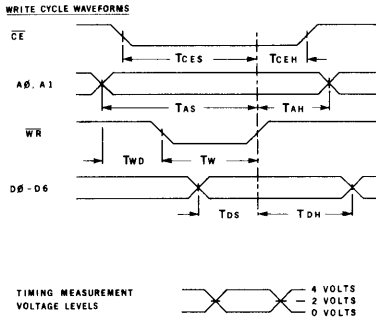 WRITE CYCLE WAVEFORMS
CE
TCES
TCEH
AØ, A1
TAS
TAH
WR
TWD
TW
DØ-D6
TDS
TDH
TIMING MEASUREMENT
VOLTAGE LEVELS
4 VOLTS
2 VOLTS
0 VOLTS